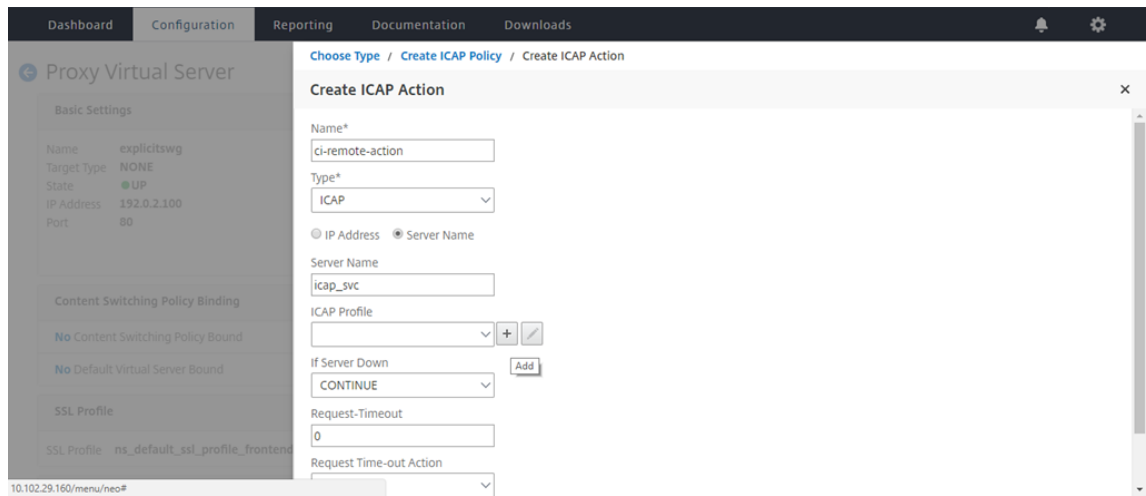 Dashboard Configuration Reporting Documentation Downloads
Proxy Virtual Server
Basic Settings
Name explicitswg
Target Type NONE
State UP
IP Address 192.0.2.100
Port 80
Content Switching Policy Binding
No Content Switching Policy Bound
No Default Virtual Server Bound
SSL Profile
SSL Profile ns_default_ssl_profile_frontend
10.102.29.160/menu/neo#
Choose Type / Create ICAP Policy / Create ICAP Action
Create ICAP Action ×
Name*
ci-remote-action
Type*
ICAP
IP Address Server Name
Server Name
icap_svc
ICAP Profile
+
Add
If Server Down
CONTINUE
Request-Timeout
0
Request Time-out Action